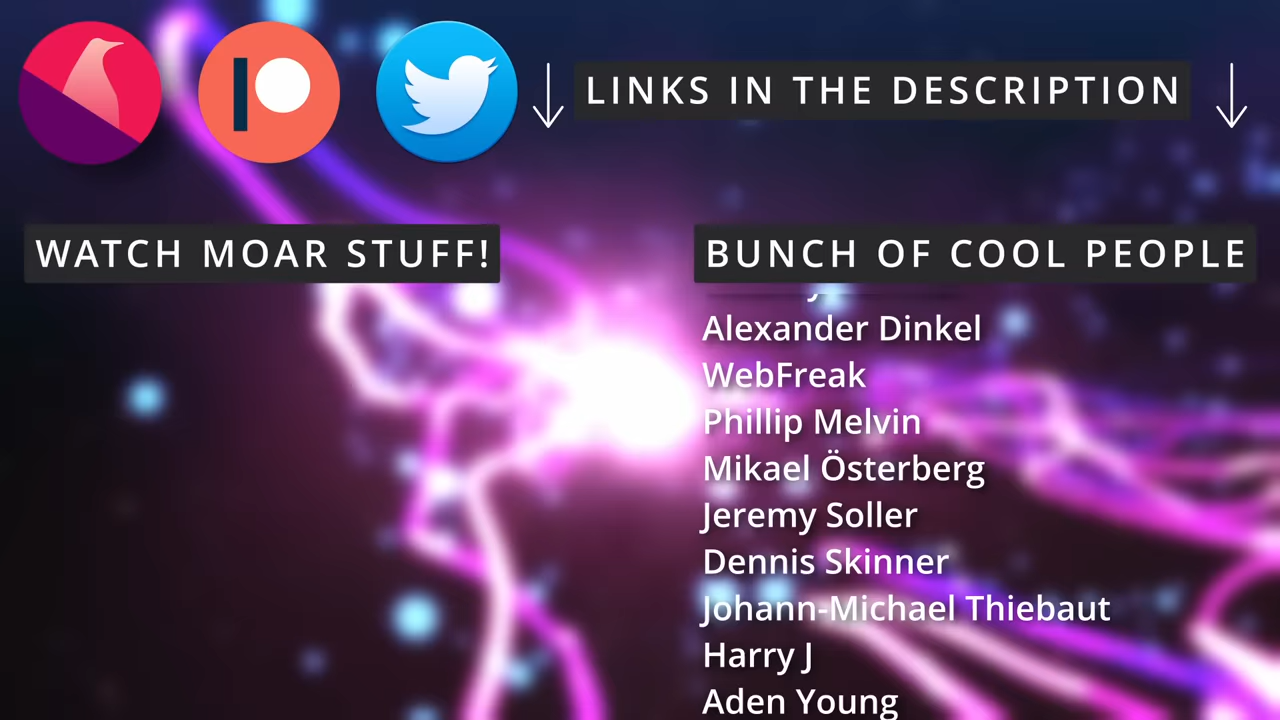 LINKS IN THE DESCRIPTION
WATCH MOAR STUFF!
BUNCH OF COOL PEOPLE
Alexander Dinkel
WebFreak
Phillip Melvin
Mikael Österberg
Jeremy Soller
Dennis Skinner
Johann-Michael Thiebaut
Harry J
Aden Young